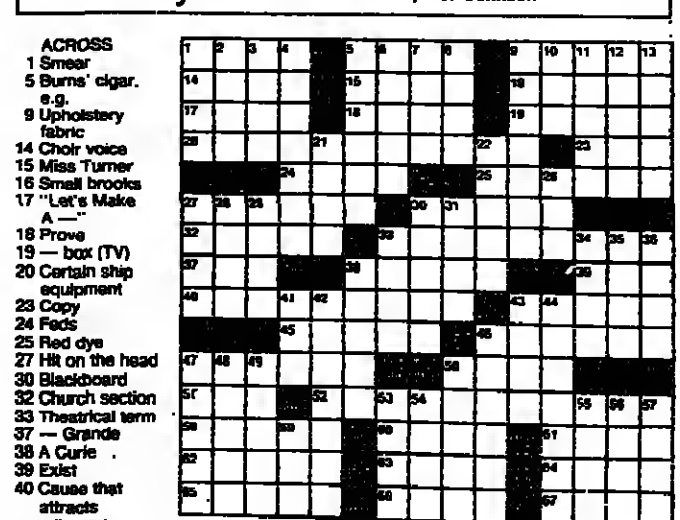 ACROSS
1 Smear
5 Burns' cigar.
e.g.
9 Upholstery
fabric
14 Choir voice
15 Miss Turner
16 Small brooks
17 "Let's Make
A —"
18 Prove
19 — box (TV)
20 Certain ship
equipment
23 Copy
24 Feds
25 Red dye
27 Hit on the head
30 Blackboard
32 Church section
33 Theatrical term
37 — Grande
38 A Curie
39 Exist
40 Cause that
attracts
1 2 3 4 5 6 7 8 9 10 11 12 13
14 15 16
17 18 19
20 21 22 23
24 25 26
27 28 29 30 31
32 33 34 35 36
37 38 39
40 41 42 43 44
45 46
47 48 49 50
51 52 53 54 55 56 57
58 59 60 61
62 63 64
65 66 67